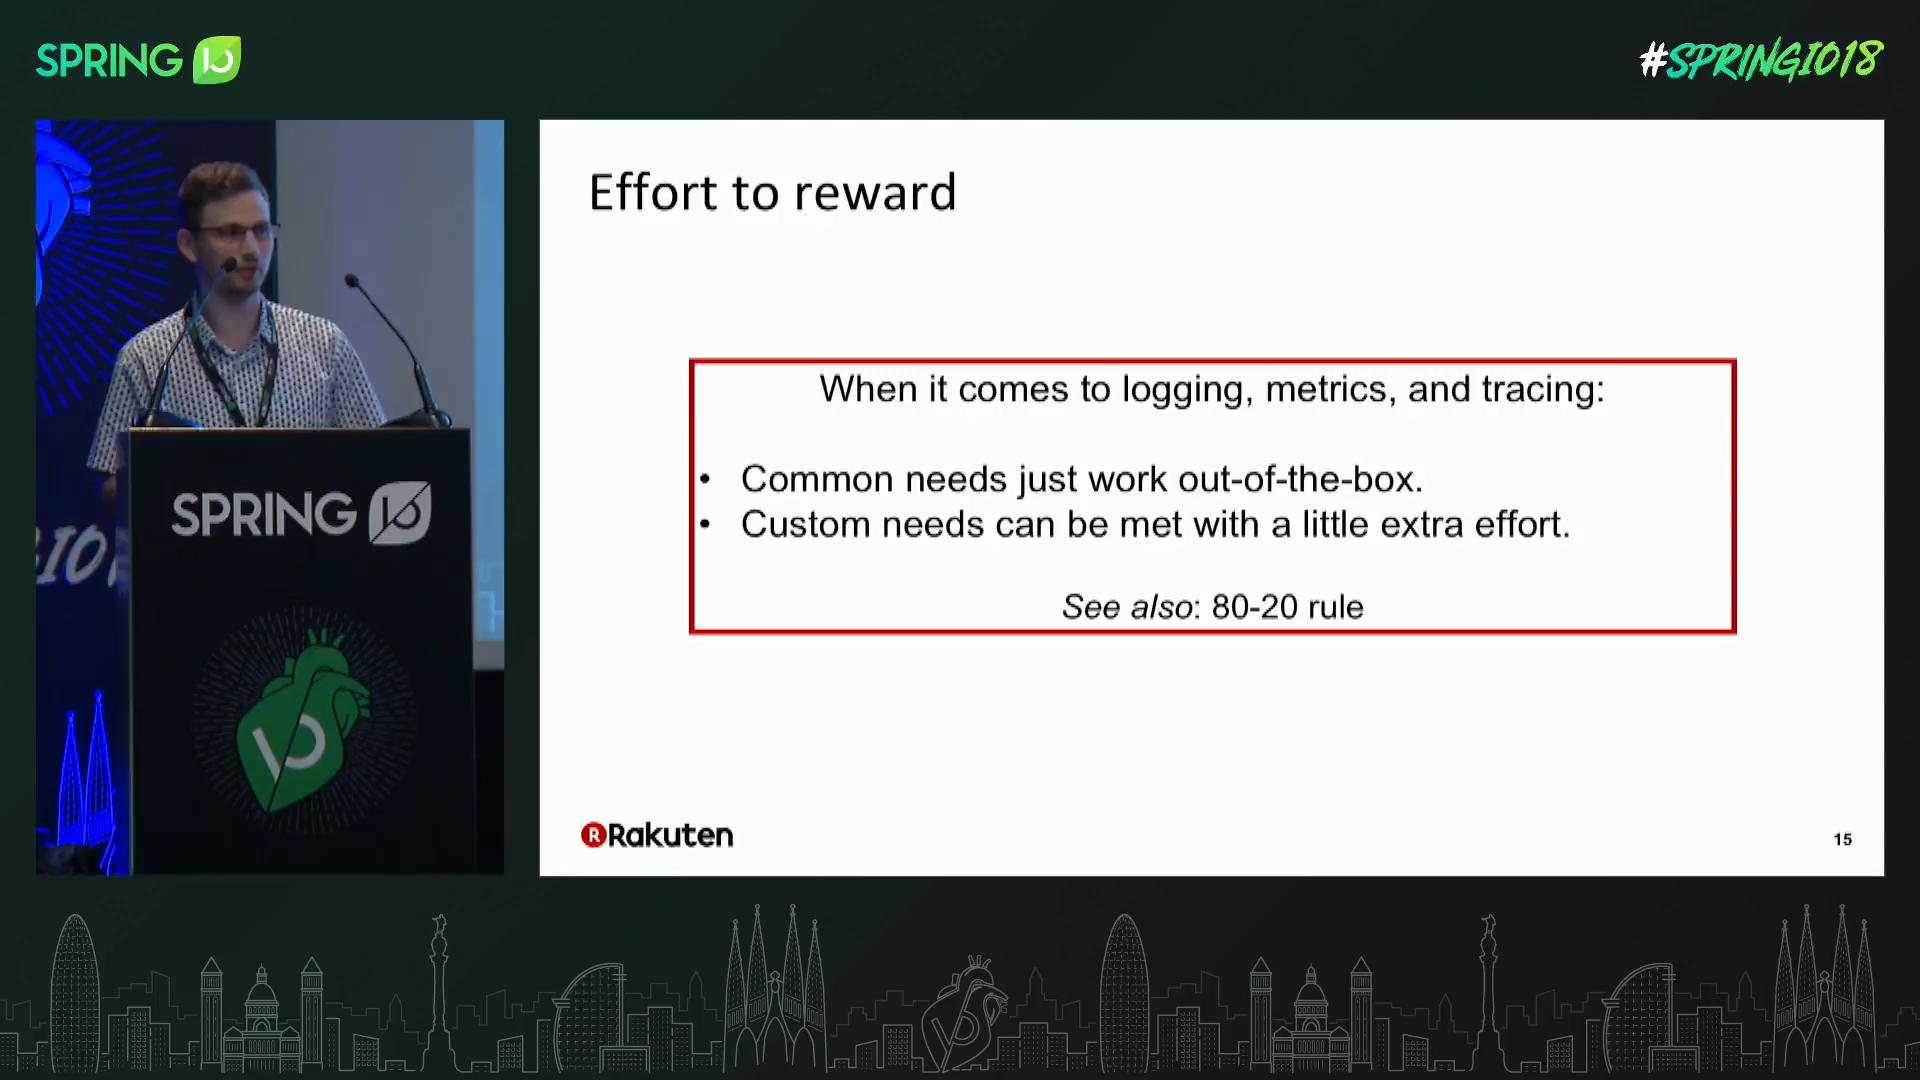 SPRING IO
#SPRINGIO18
Effort to reward
When it comes to logging, metrics, and tracing:
• Common needs just work out-of-the-box.
• Custom needs can be met with a little extra effort.
See also: 80-20 rule
Rakuten
15
SPRING IO
IO